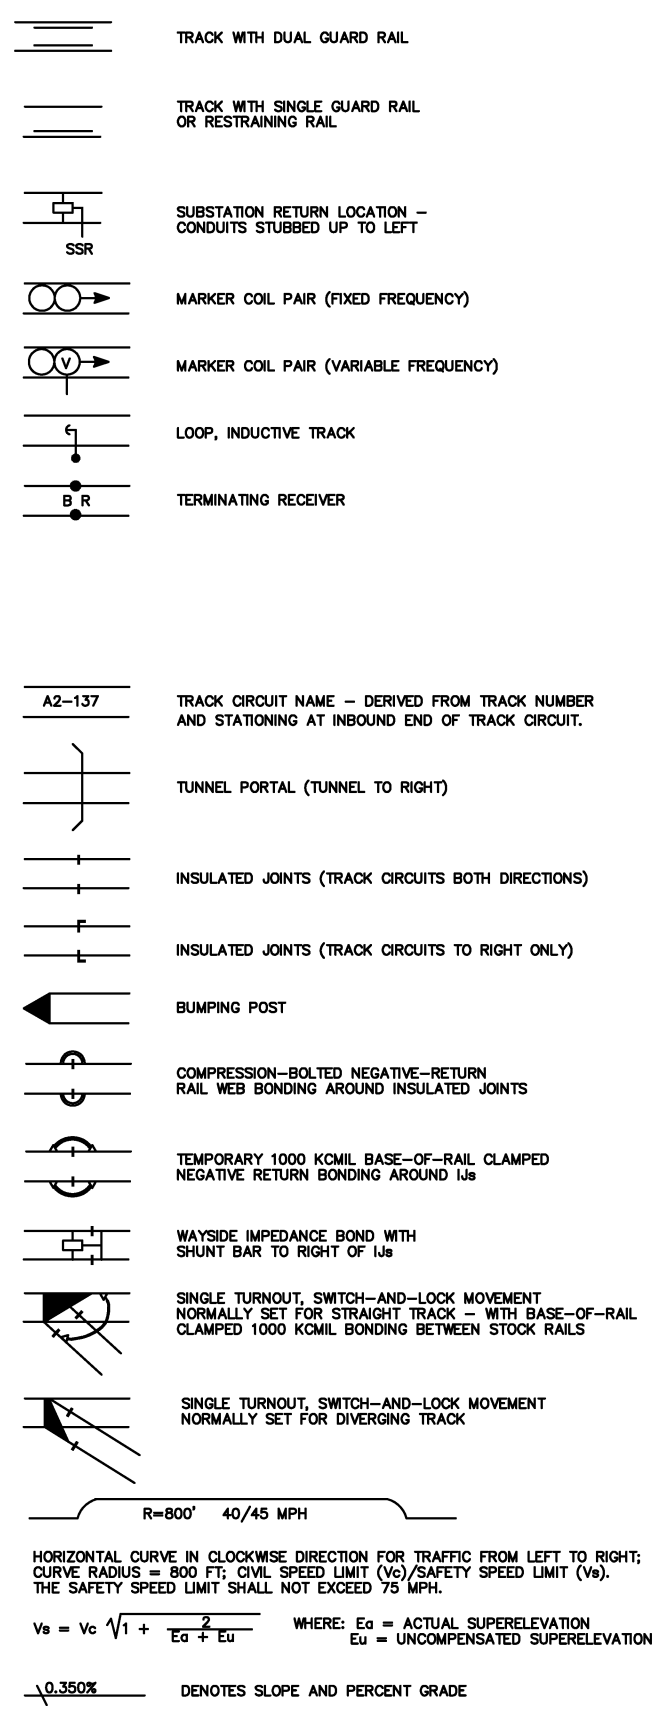 TRACK WITH DUAL GUARD RAIL
TRACK WITH SINGLE GUARD RAIL
OR RESTRAINING RAIL
SUBSTATION RETURN LOCATION –
CONDUITS STUBBED UP TO LEFT
SSR
MARKER COIL PAIR (FIXED FREQUENCY)
V
MARKER COIL PAIR (VARIABLE FREQUENCY)
LOOP, INDUCTIVE TRACK
B R
TERMINATING RECEIVER
A2–137
TRACK CIRCUIT NAME – DERIVED FROM TRACK NUMBER
AND STATIONING AT INBOUND END OF TRACK CIRCUIT.
TUNNEL PORTAL (TUNNEL TO RIGHT)
INSULATED JOINTS (TRACK CIRCUITS BOTH DIRECTIONS)
INSULATED JOINTS (TRACK CIRCUITS TO RIGHT ONLY)
BUMPING POST
COMPRESSION–BOLTED NEGATIVE–RETURN
RAIL WEB BONDING AROUND INSULATED JOINTS
TEMPORARY 1000 KCMIL BASE–OF–RAIL CLAMPED
NEGATIVE RETURN BONDING AROUND IJs
WAYSIDE IMPEDANCE BOND WITH
SHUNT BAR TO RIGHT OF IJs
SINGLE TURNOUT, SWITCH–AND–LOCK MOVEMENT
NORMALLY SET FOR STRAIGHT TRACK – WITH BASE–OF–RAIL
CLAMPED 1000 KCMIL BONDING BETWEEN STOCK RAILS
SINGLE TURNOUT, SWITCH–AND–LOCK MOVEMENT
NORMALLY SET FOR DIVERGING TRACK
R=800' 40/45 MPH
HORIZONTAL CURVE IN CLOCKWISE DIRECTION FOR TRAFFIC FROM LEFT TO RIGHT;
CURVE RADIUS = 800 FT; CIVIL SPEED LIMIT (Vc)/SAFETY SPEED LIMIT (Vs).
THE SAFETY SPEED LIMIT SHALL NOT EXCEED 75 MPH.
Vs = Vc √1 + 2 / Ea + Eu WHERE: Ea = ACTUAL SUPERELEVATION
Eu = UNCOMPENSATED SUPERELEVATION
0.350% DENOTES SLOPE AND PERCENT GRADE